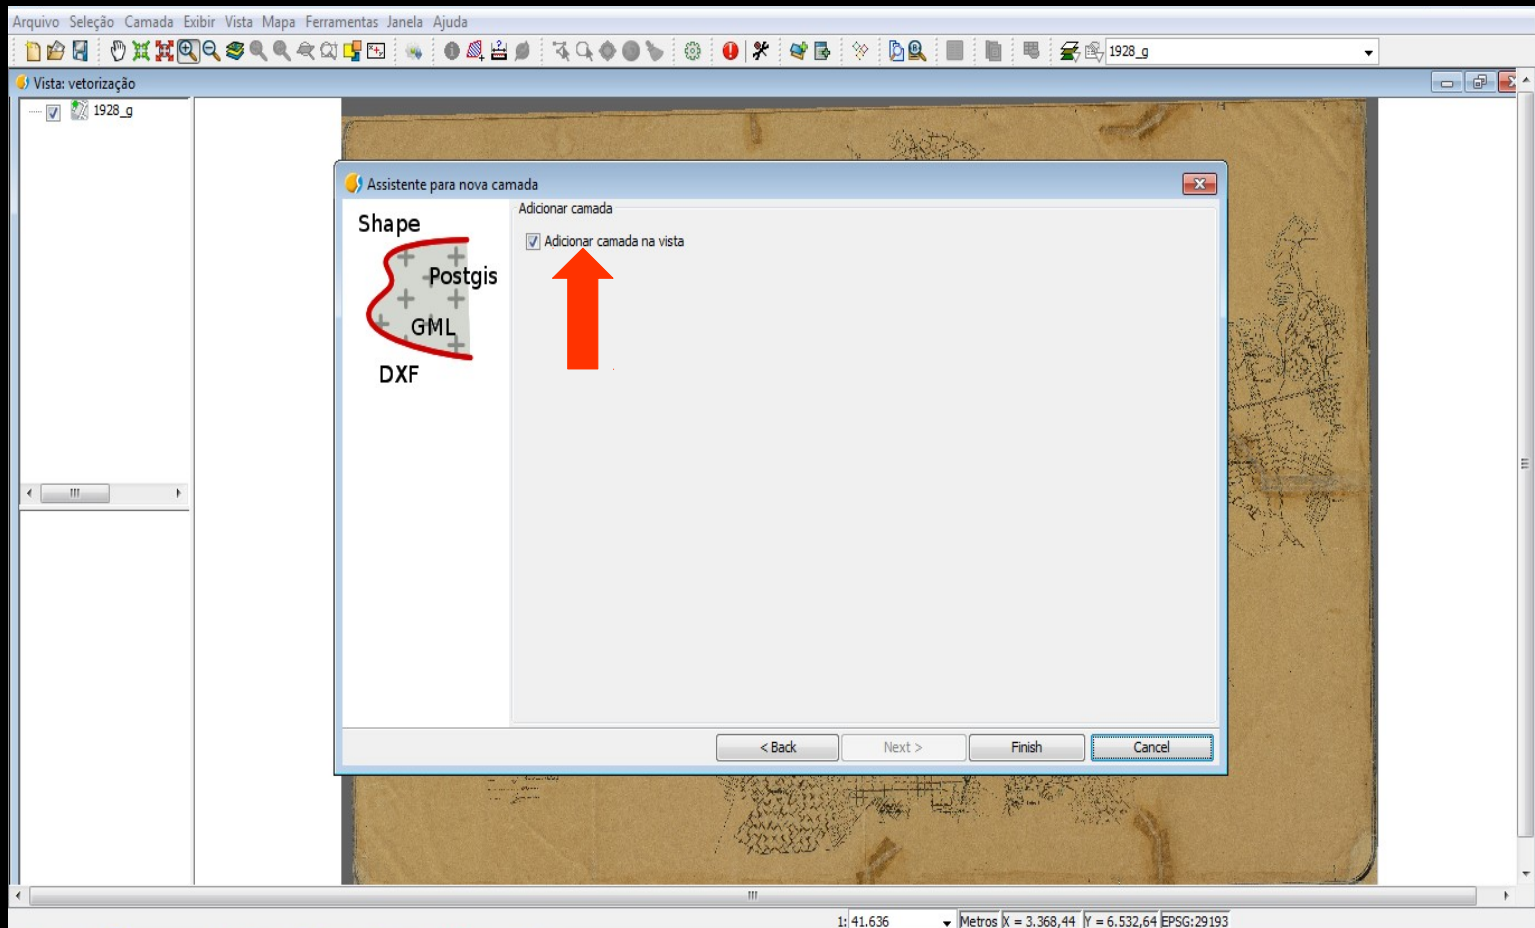 Arquivo Seleção Camada Exibir Vista Mapa Ferramentas Janela Ajuda
1928_g
Vista: vetorização
1928_g
Assistente para nova camada
Shape
Postgis
GML
DXF
Adicionar camada
Adicionar camada na vista
< Back Next > Finish Cancel
1: 41.636 Metros X = 3.368,44 Y = 6.532,64 EPSG:29193